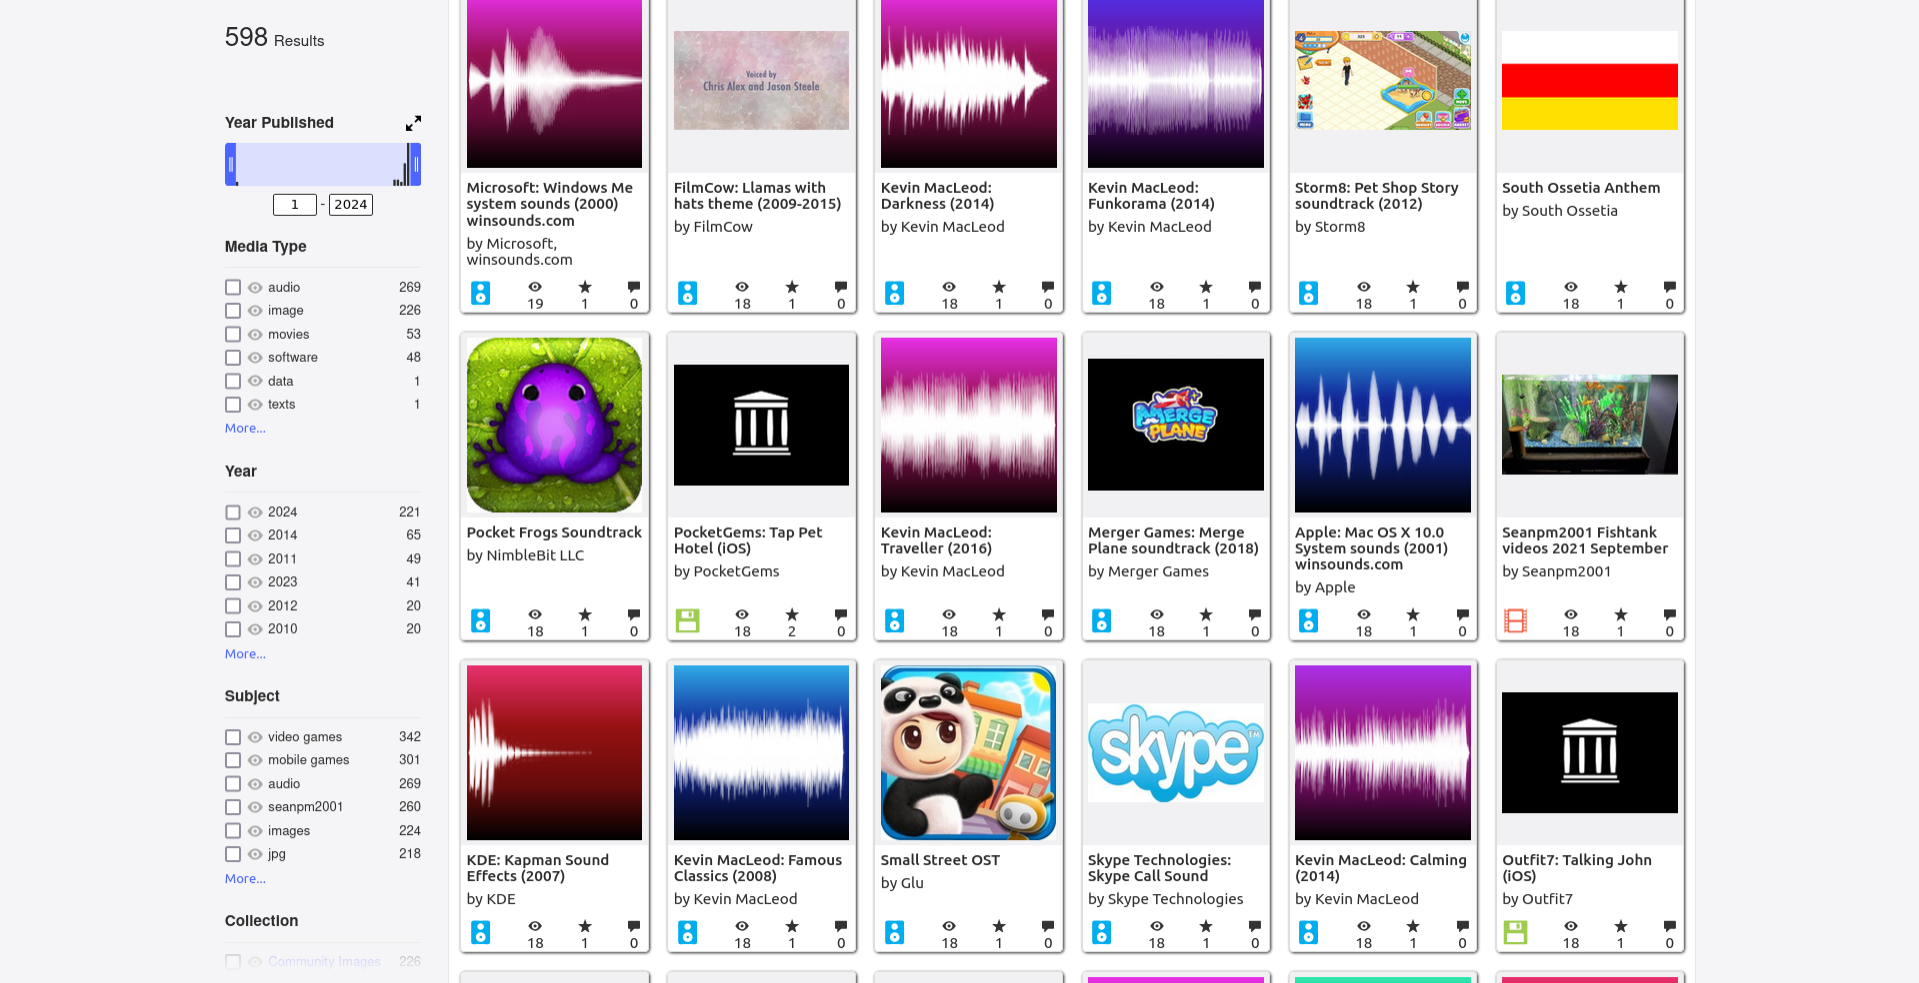 598 Results
Year Published
1 - 2024
Media Type
audio 269
image 226
movies 53
software 48
data 1
texts 1
More...
Year
2024 221
2014 65
2011 49
2023 41
2012 20
2010 20
More...
Subject
video games 342
mobile games 301
audio 269
seanpm2001 260
images 224
jpg 218
More...
Collection
Community Images 226
Microsoft: Windows Me
system sounds (2000)
winsounds.com
by Microsoft,
winsounds.com
19 1 0
Voiced by
Chris Alex and Jason Steele
FilmCow: Llamas with
hats theme (2009-2015)
by FilmCow
18 1 0
Kevin MacLeod:
Darkness (2014)
by Kevin MacLeod
18 1 0
Kevin MacLeod:
Funkorama (2014)
by Kevin MacLeod
18 1 0
Storm8: Pet Shop Story
soundtrack (2012)
by Storm8
18 1 0
South Ossetia Anthem
by South Ossetia
18 1 0
Pocket Frogs Soundtrack
by NimbleBit LLC
18 1 0
PocketGems: Tap Pet
Hotel (iOS)
by PocketGems
18 2 0
Kevin MacLeod:
Traveller (2016)
by Kevin MacLeod
18 1 0
MERGE
PLANE
Merger Games: Merge
Plane soundtrack (2018)
by Merger Games
18 1 0
Apple: Mac OS X 10.0
System sounds (2001)
winsounds.com
by Apple
18 1 0
Seanpm2001 Fishtank
videos 2021 September
by Seanpm2001
18 1 0
KDE: Kapman Sound
Effects (2007)
by KDE
18 1 0
Kevin MacLeod: Famous
Classics (2008)
by Kevin MacLeod
18 1 0
Small Street OST
by Glu
18 1 0
skype TM
Skype Technologies:
Skype Call Sound
by Skype Technologies
18 1 0
Kevin MacLeod: Calming
(2014)
by Kevin MacLeod
18 1 0
Outfit7: Talking John
(iOS)
by Outfit7
18 1 0